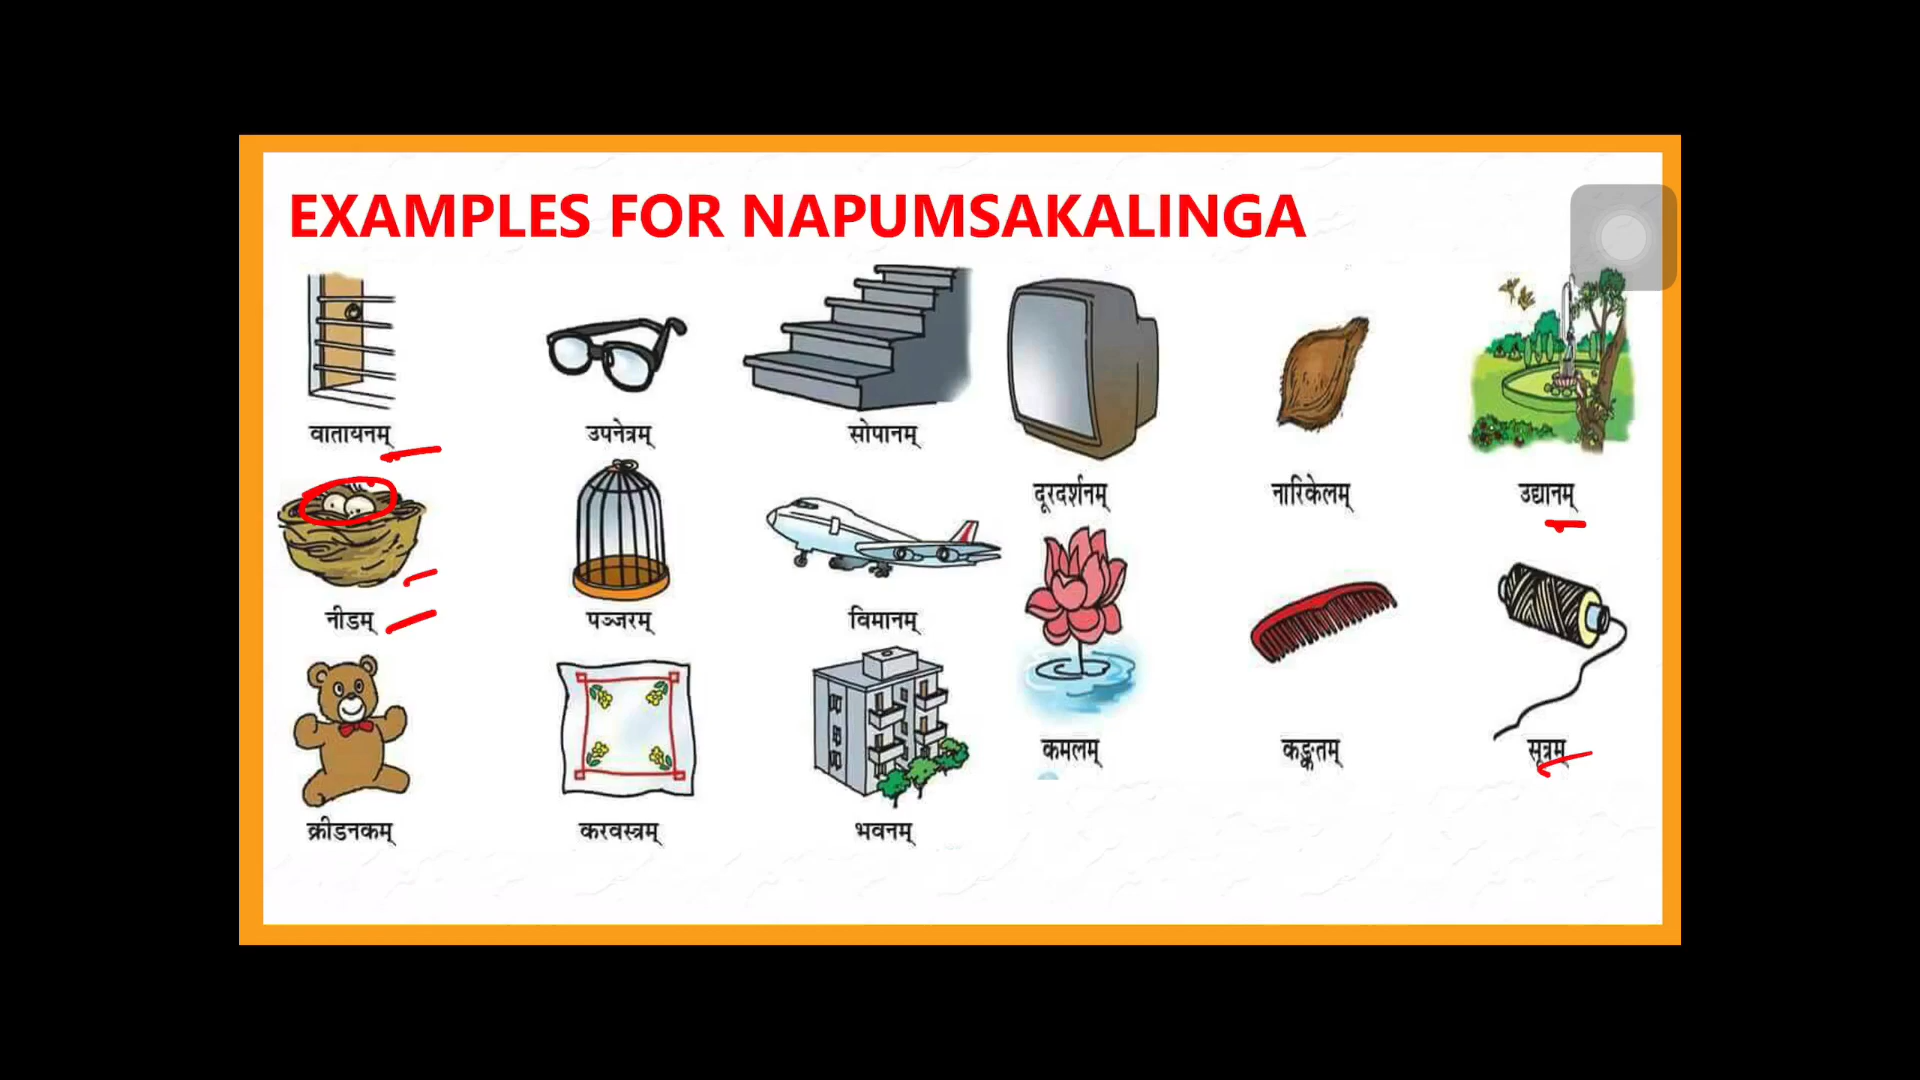 EXAMPLES FOR NAPUMSAKALINGA
वातायनम् उपनेत्रम् सोपानम्
दूरदर्शनम् नारिकेलम् उद्यानम्
नीडम् पञ्जरम् विमानम्
कमलम् कङ्कतम् सूत्रम्
क्रीडनकम् करवस्त्रम् भवनम्